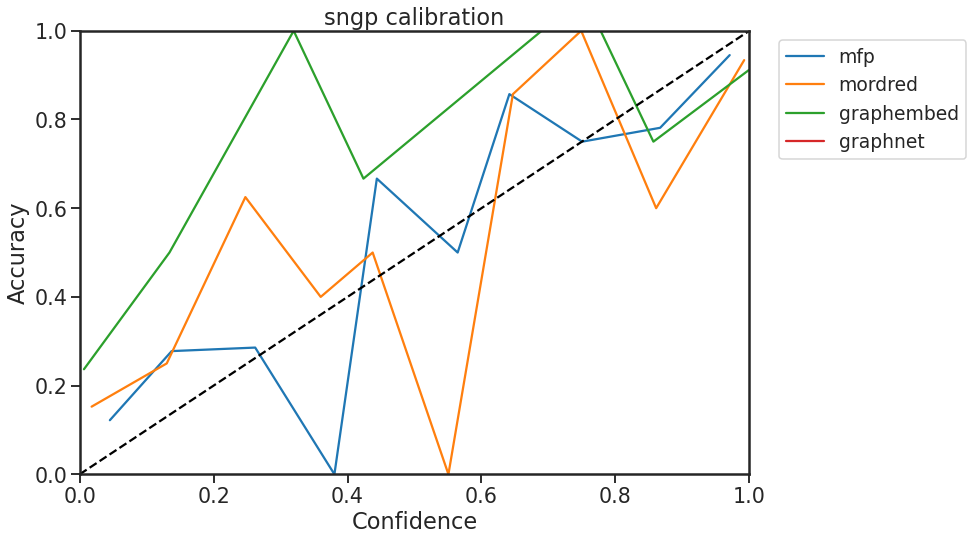 sngp calibration
1.0
0.8
0.6
0.4
0.2
0.0
Accuracy
0.0 0.2 0.4 0.6 0.8 1.0
Confidence
mfp
mordred
graphembed
graphnet